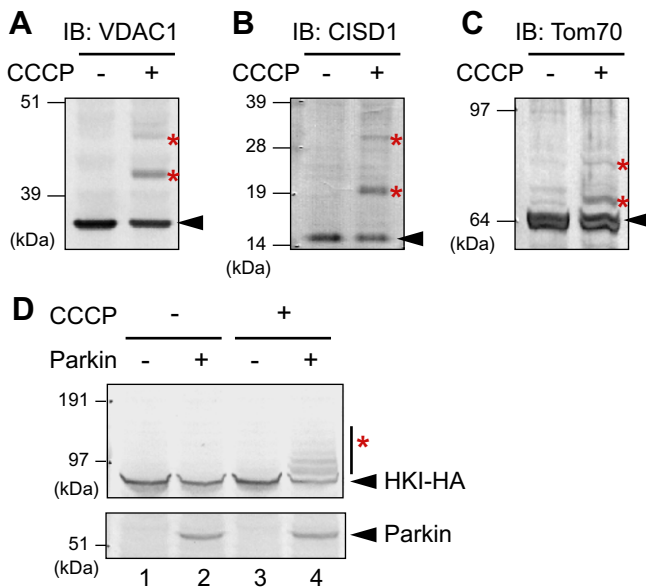 A IB: VDAC1
CCCP - +
51
*
*
39
(kDa)
B IB: CISD1
CCCP - +
39
28
*
19
*
14
(kDa)
C IB: Tom70
CCCP - +
97
*
*
64
(kDa)
D
CCCP - +
Parkin - + - +
191
*
97
HKI-HA
(kDa)
Parkin
51
(kDa)
1 2 3 4